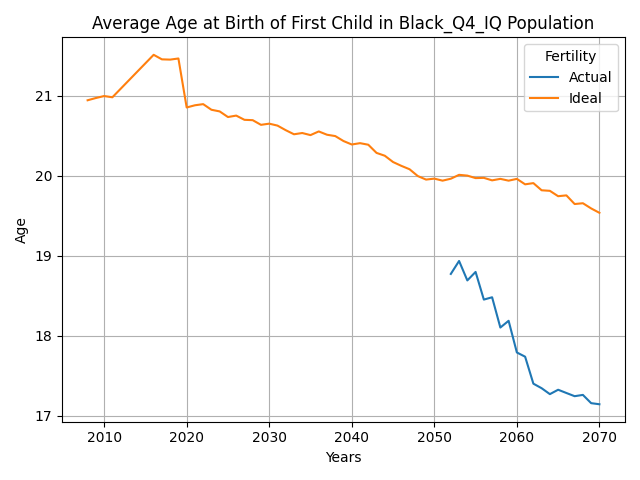 Average Age at Birth of First Child in Black_Q4_IQ Population
Fertility
Actual
Ideal
21
20
19
18
17
Age
2010 2020 2030 2040 2050 2060 2070
Years